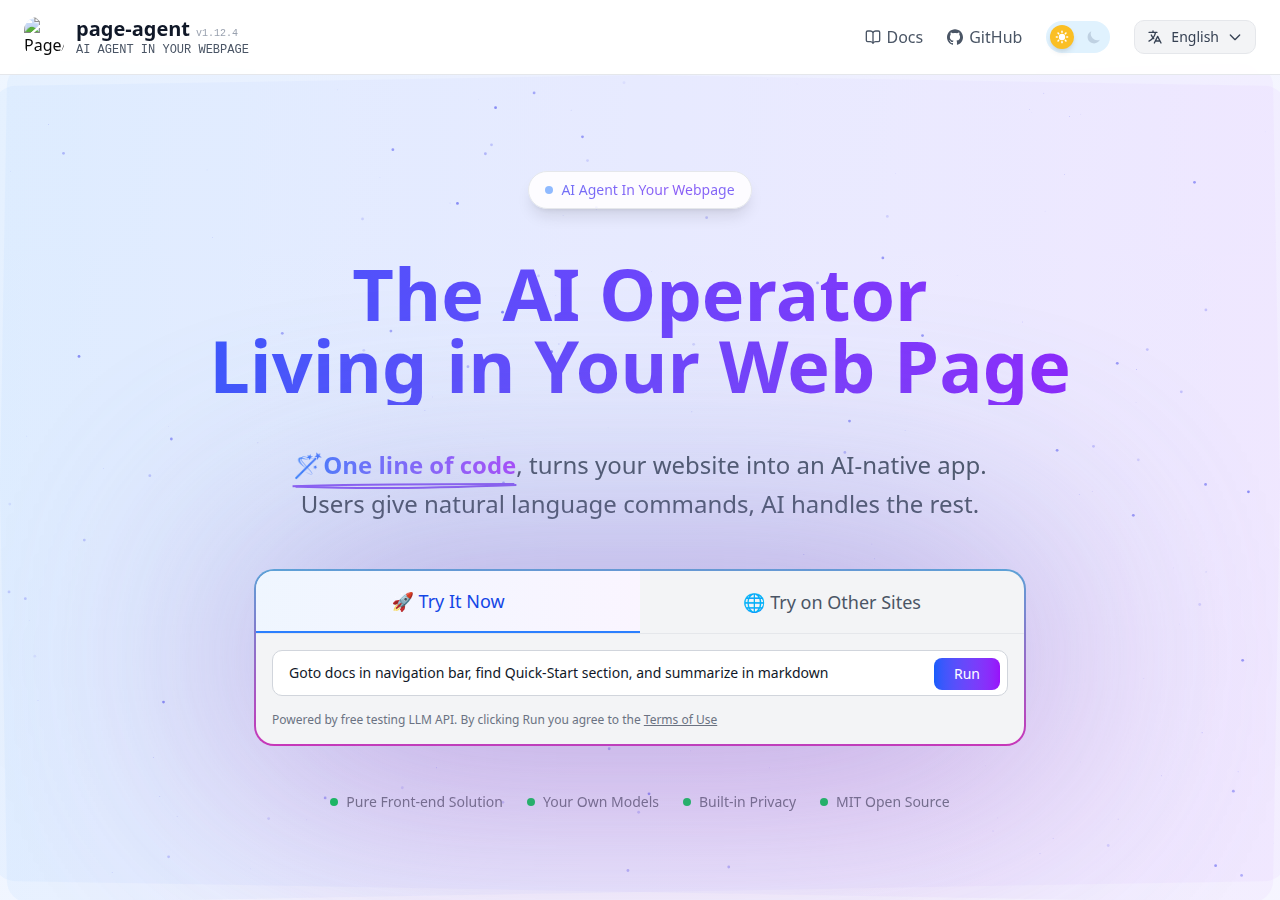 Page
page-agent v1.12.4
AI AGENT IN YOUR WEBPAGE
Docs
GitHub
English
AI Agent In Your Webpage
The AI Operator
Living in Your Web Page
🪄One line of code, turns your website into an AI-native app.
Users give natural language commands, AI handles the rest.
🚀 Try It Now
🌐 Try on Other Sites
Goto docs in navigation bar, find Quick-Start section, and summarize in markdown
Run
Powered by free testing LLM API. By clicking Run you agree to the Terms of Use
Pure Front-end Solution
Your Own Models
Built-in Privacy
MIT Open Source